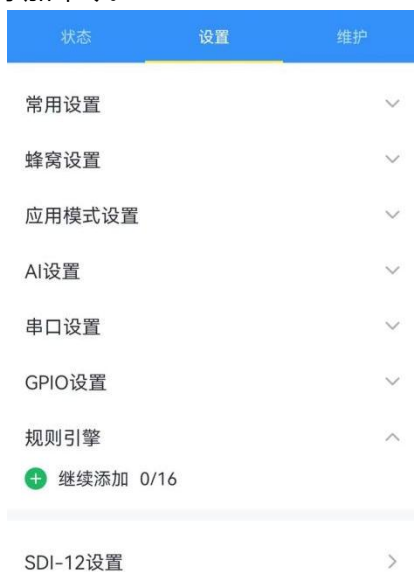 状态 设置 维护
常用设置
蜂窝设置
应用模式设置
AI设置
串口设置
GPIO设置
规则引擎
继续添加 0/16
SDI-12设置